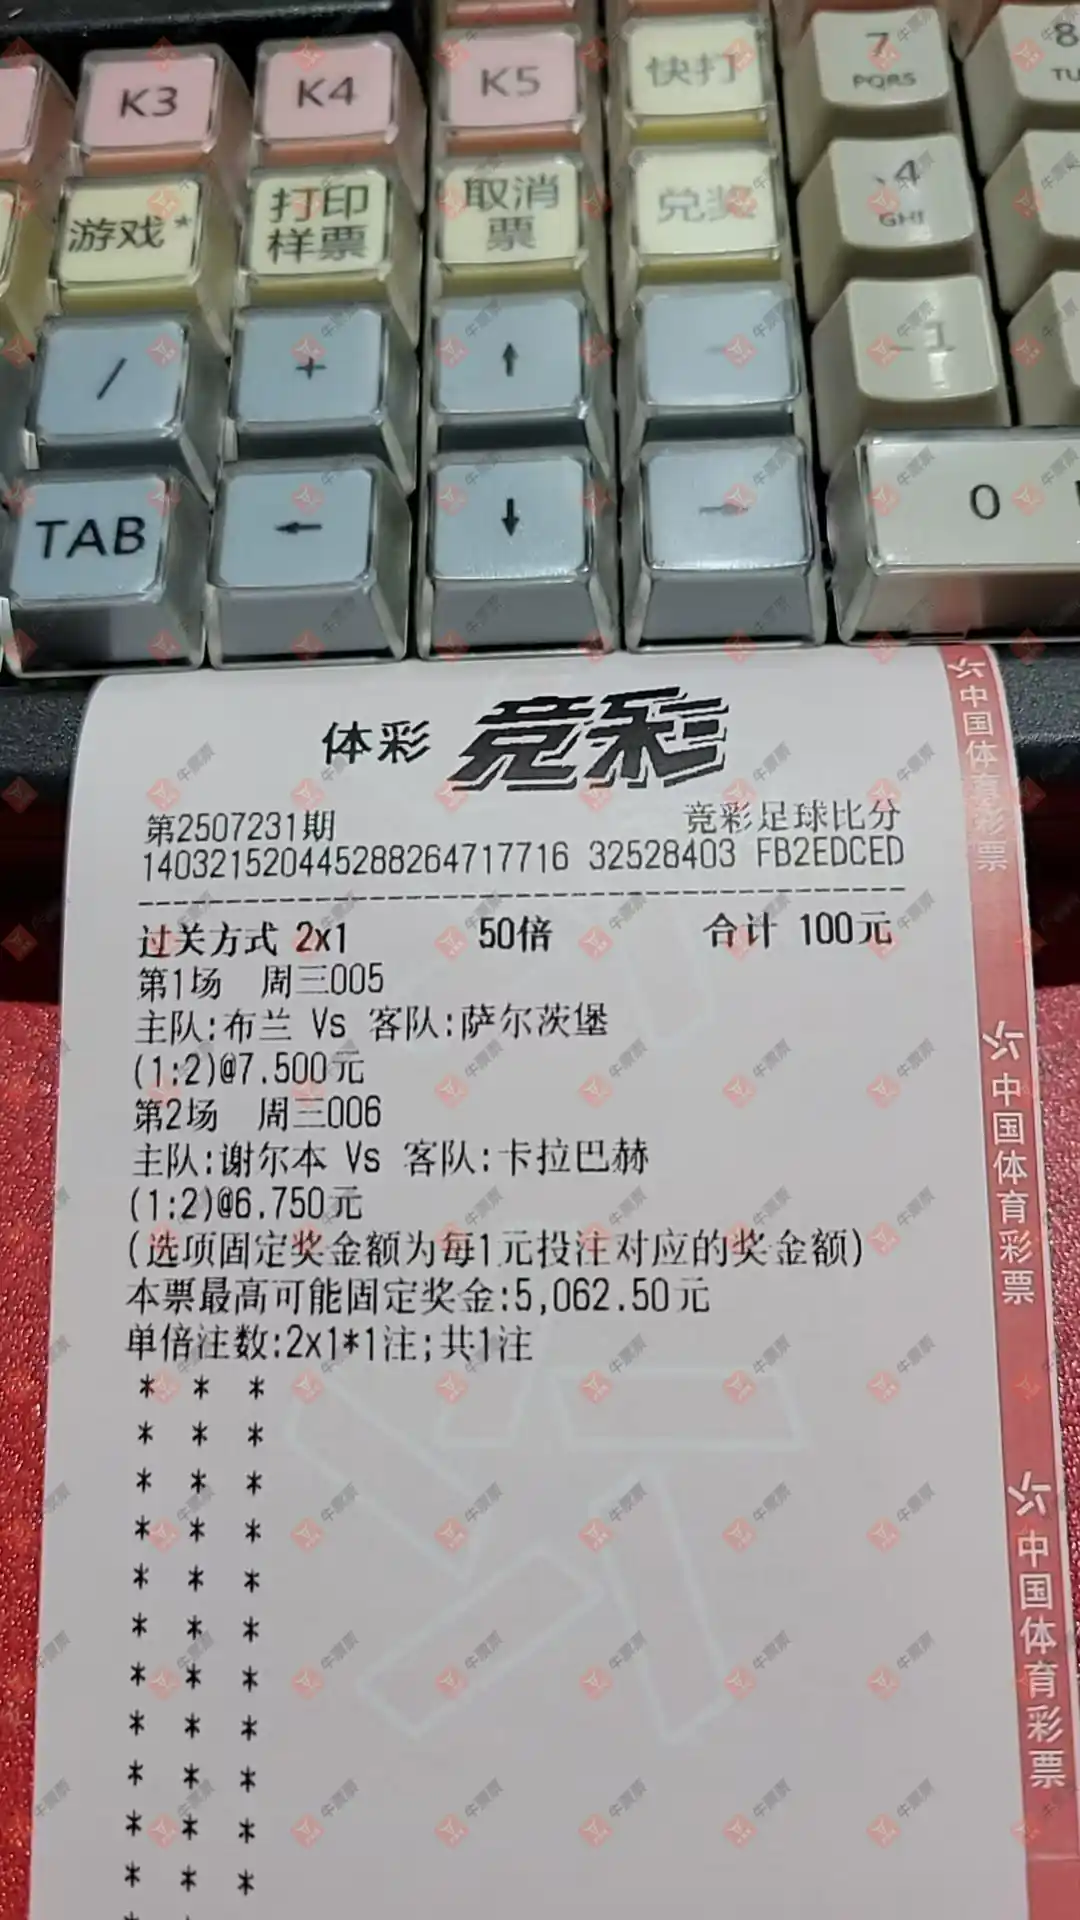 K3 K4 K5 快打 7 PQRS 8 TU
游戏* 打印样票 取消票 兑奖 4 GHI
/ + ↑ - 1
TAB ← ↓ → 0
体彩 竞彩
第2507231期 竞彩足球比分
140321520445288264717716 32528403 FB2EDCED
过关方式 2x1 50倍 合计 100元
第1场 周三005
主队:布兰 Vs 客队:萨尔茨堡
(1:2)@7.500元
第2场 周三006
主队:谢尔本 Vs 客队:卡拉巴赫
(1:2)@6.750元
(选项固定奖金额为每1元投注对应的奖金额)
本票最高可能固定奖金:5,062.50元
单倍注数:2x1*1注;共1注
* * *
* * *
* * *
* * *
* * *
* * *
* * *
* * *
* * *
* * *
* * *
中国体育彩票
中国体育彩票
中国体育彩票
牛票票